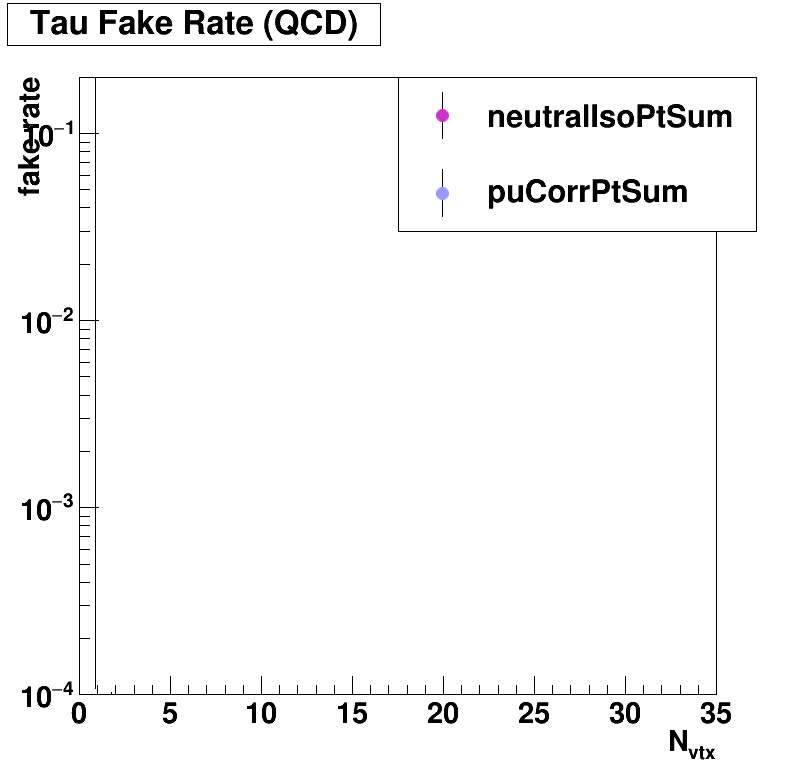 Tau Fake Rate (QCD)
fake rate
neutralIsoPtSum
puCorrPtSum
10−1
10−2
10−3
10−4
0 5 10 15 20 25 30 35
Nvtx